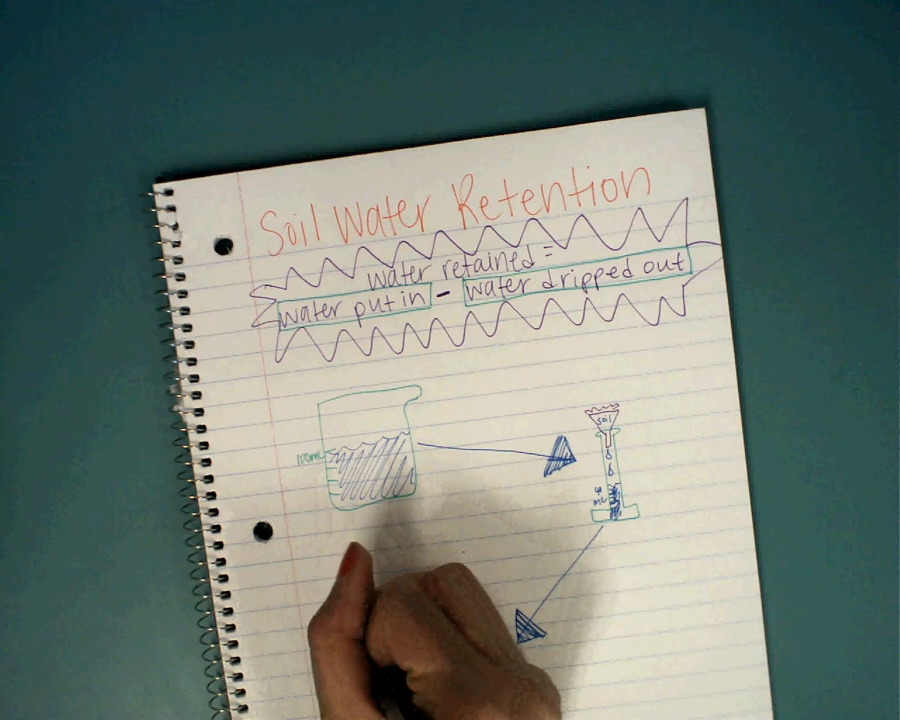 Soil Water Retention
water retained =
water put in - water dripped out
100mL
soil